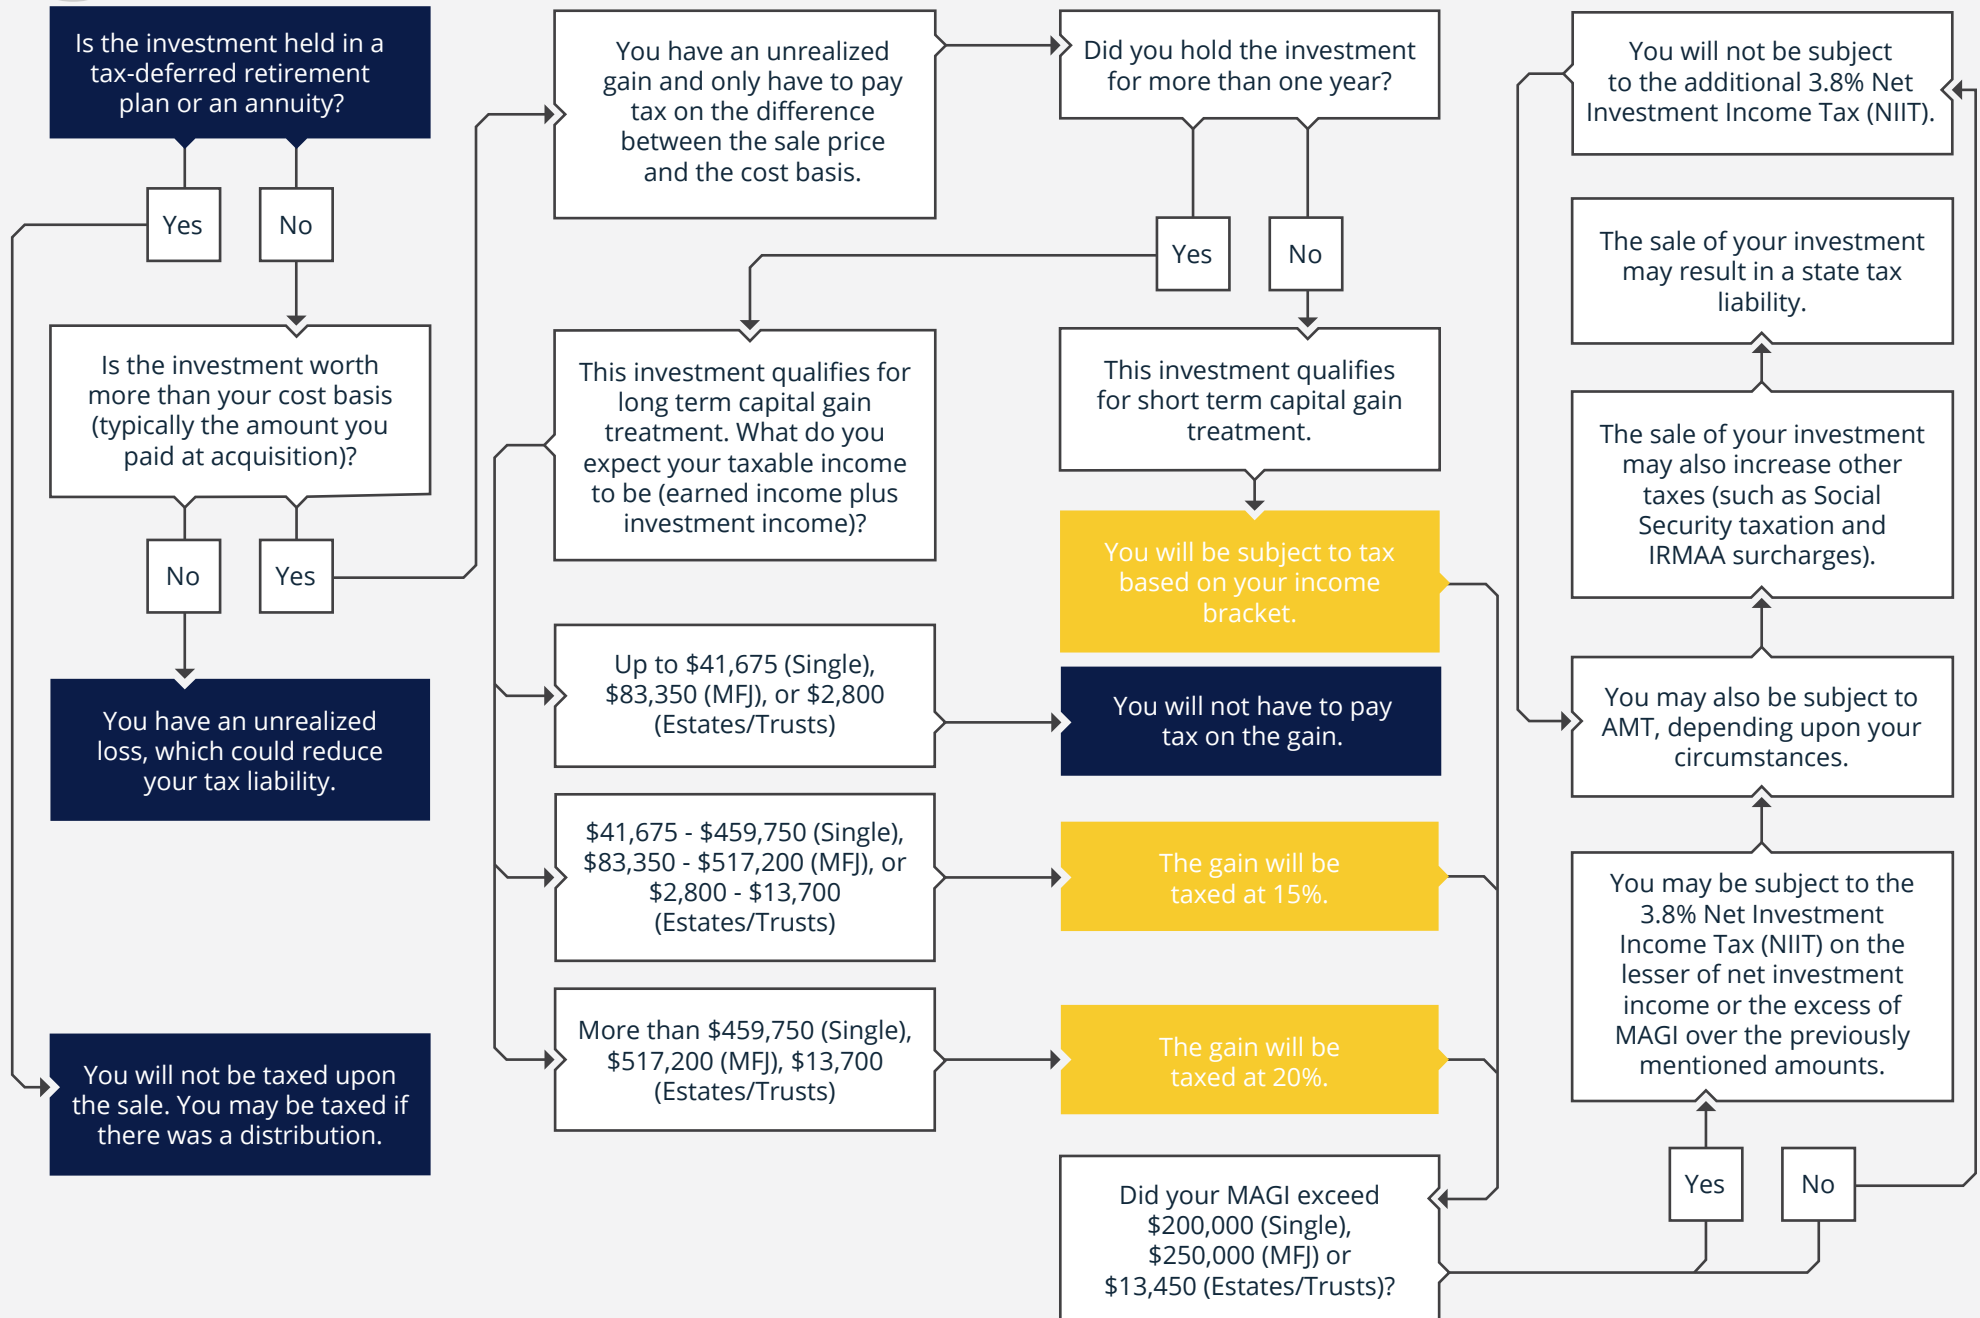 Is the investment held in a
tax-deferred retirement
plan or an annuity?
Yes
No
Is the investment worth
more than your cost basis
(typically the amount you
paid at acquisition)?
No
Yes
You have an unrealized
loss, which could reduce
your tax liability.
You will not be taxed upon
the sale. You may be taxed if
there was a distribution.
You have an unrealized
gain and only have to pay
tax on the difference
between the sale price
and the cost basis.
Did you hold the investment
for more than one year?
Yes
No
This investment qualifies for
long term capital gain
treatment. What do you
expect your taxable income
to be (earned income plus
investment income)?
This investment qualifies
for short term capital gain
treatment.
You will be subject to tax
based on your income
bracket.
Up to $41,675 (Single),
$83,350 (MFJ), or $2,800
(Estates/Trusts)
You will not have to pay
tax on the gain.
$41,675 - $459,750 (Single),
$83,350 - $517,200 (MFJ), or
$2,800 - $13,700
(Estates/Trusts)
The gain will be
taxed at 15%.
More than $459,750 (Single),
$517,200 (MFJ), $13,700
(Estates/Trusts)
The gain will be
taxed at 20%.
Did your MAGI exceed
$200,000 (Single),
$250,000 (MFJ) or
$13,450 (Estates/Trusts)?
Yes
No
You will not be subject
to the additional 3.8% Net
Investment Income Tax (NIIT).
The sale of your investment
may result in a state tax
liability.
The sale of your investment
may also increase other
taxes (such as Social
Security taxation and
IRMAA surcharges).
You may also be subject to
AMT, depending upon your
circumstances.
You may be subject to the
3.8% Net Investment
Income Tax (NIIT) on the
lesser of net investment
income or the excess of
MAGI over the previously
mentioned amounts.